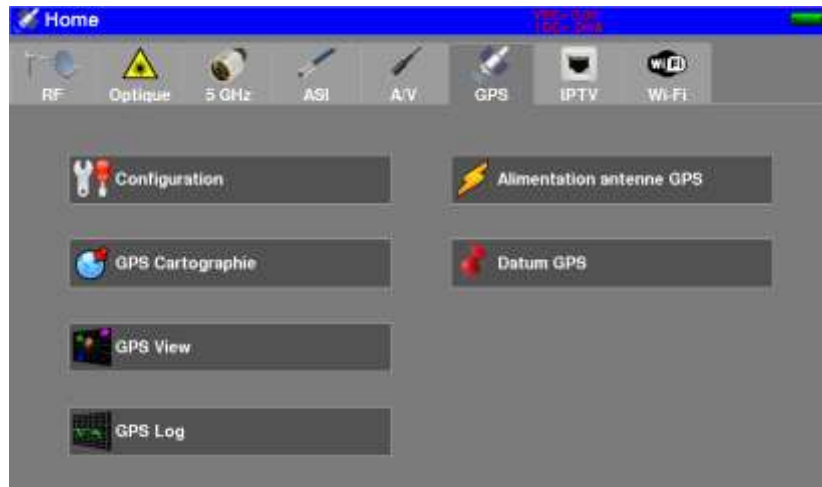 Home
RF Optique 5 GHz ASI A/V GPS IPTV Wi-Fi
Configuration
Alimentation antenne GPS
GPS Cartographie
Datum GPS
GPS View
GPS Log